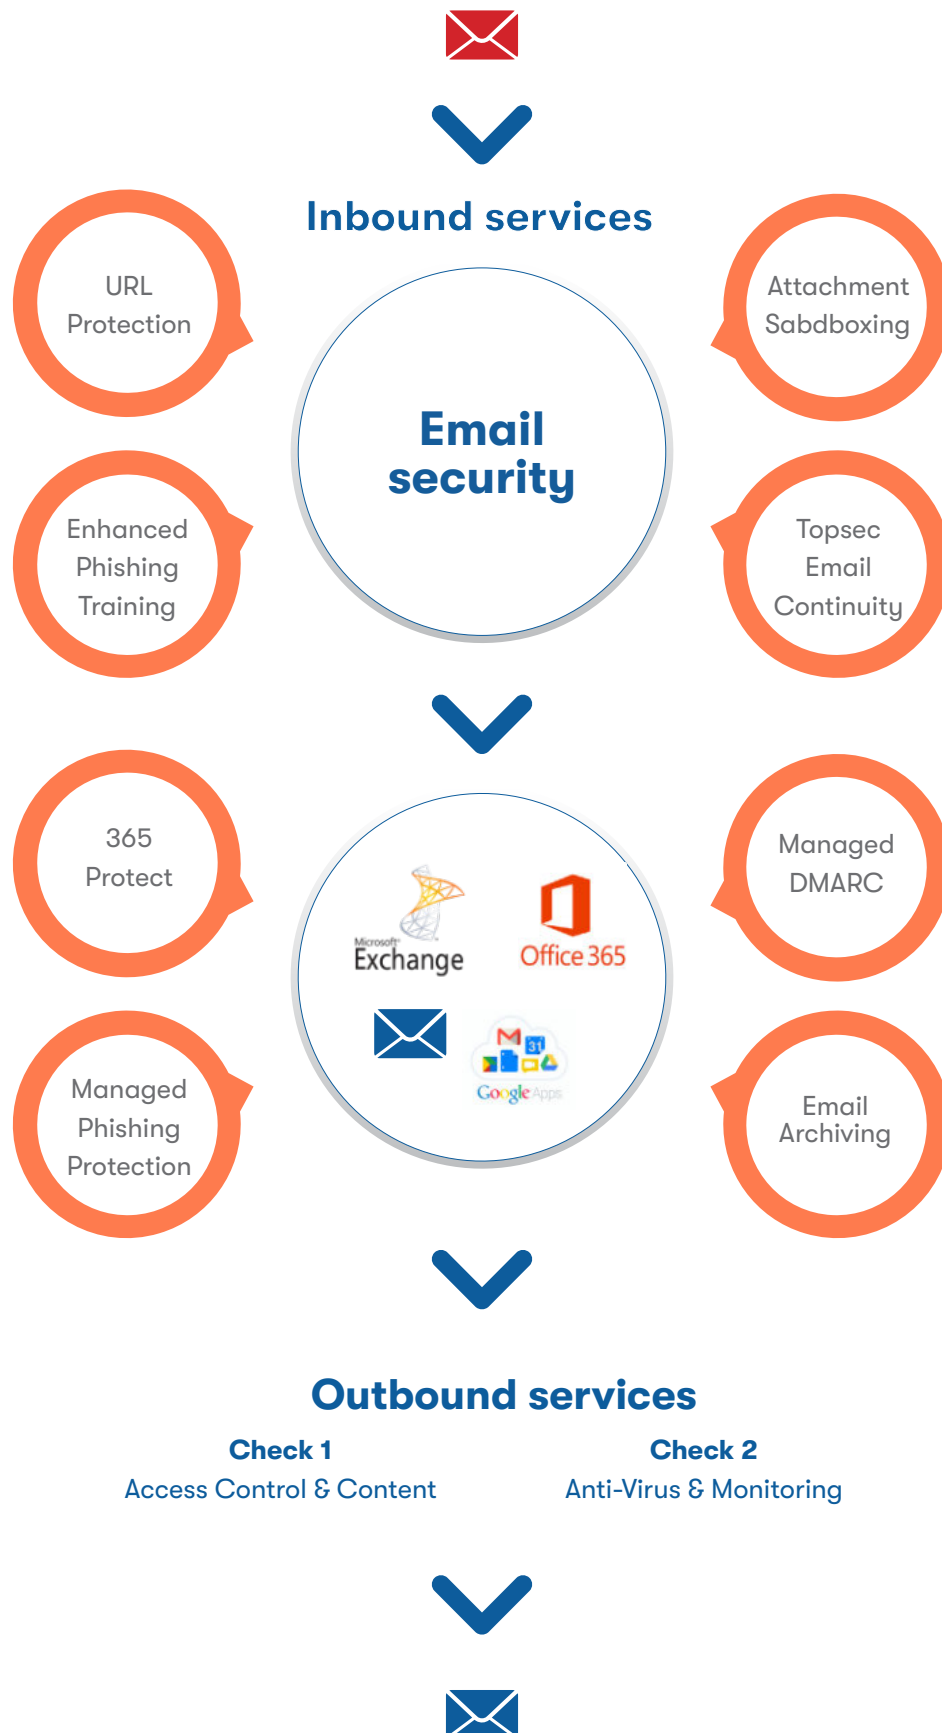 Inbound services
URL
Protection
Attachment
Sabdboxing
Email
security
Enhanced
Phishing
Training
Topsec
Email
Continuity
365
Protect
Managed
DMARC
Microsoft
Exchange
Office 365
31
Google Apps
Managed
Phishing
Protection
Email
Archiving
Outbound services
Check 1
Access Control & Content
Check 2
Anti-Virus & Monitoring